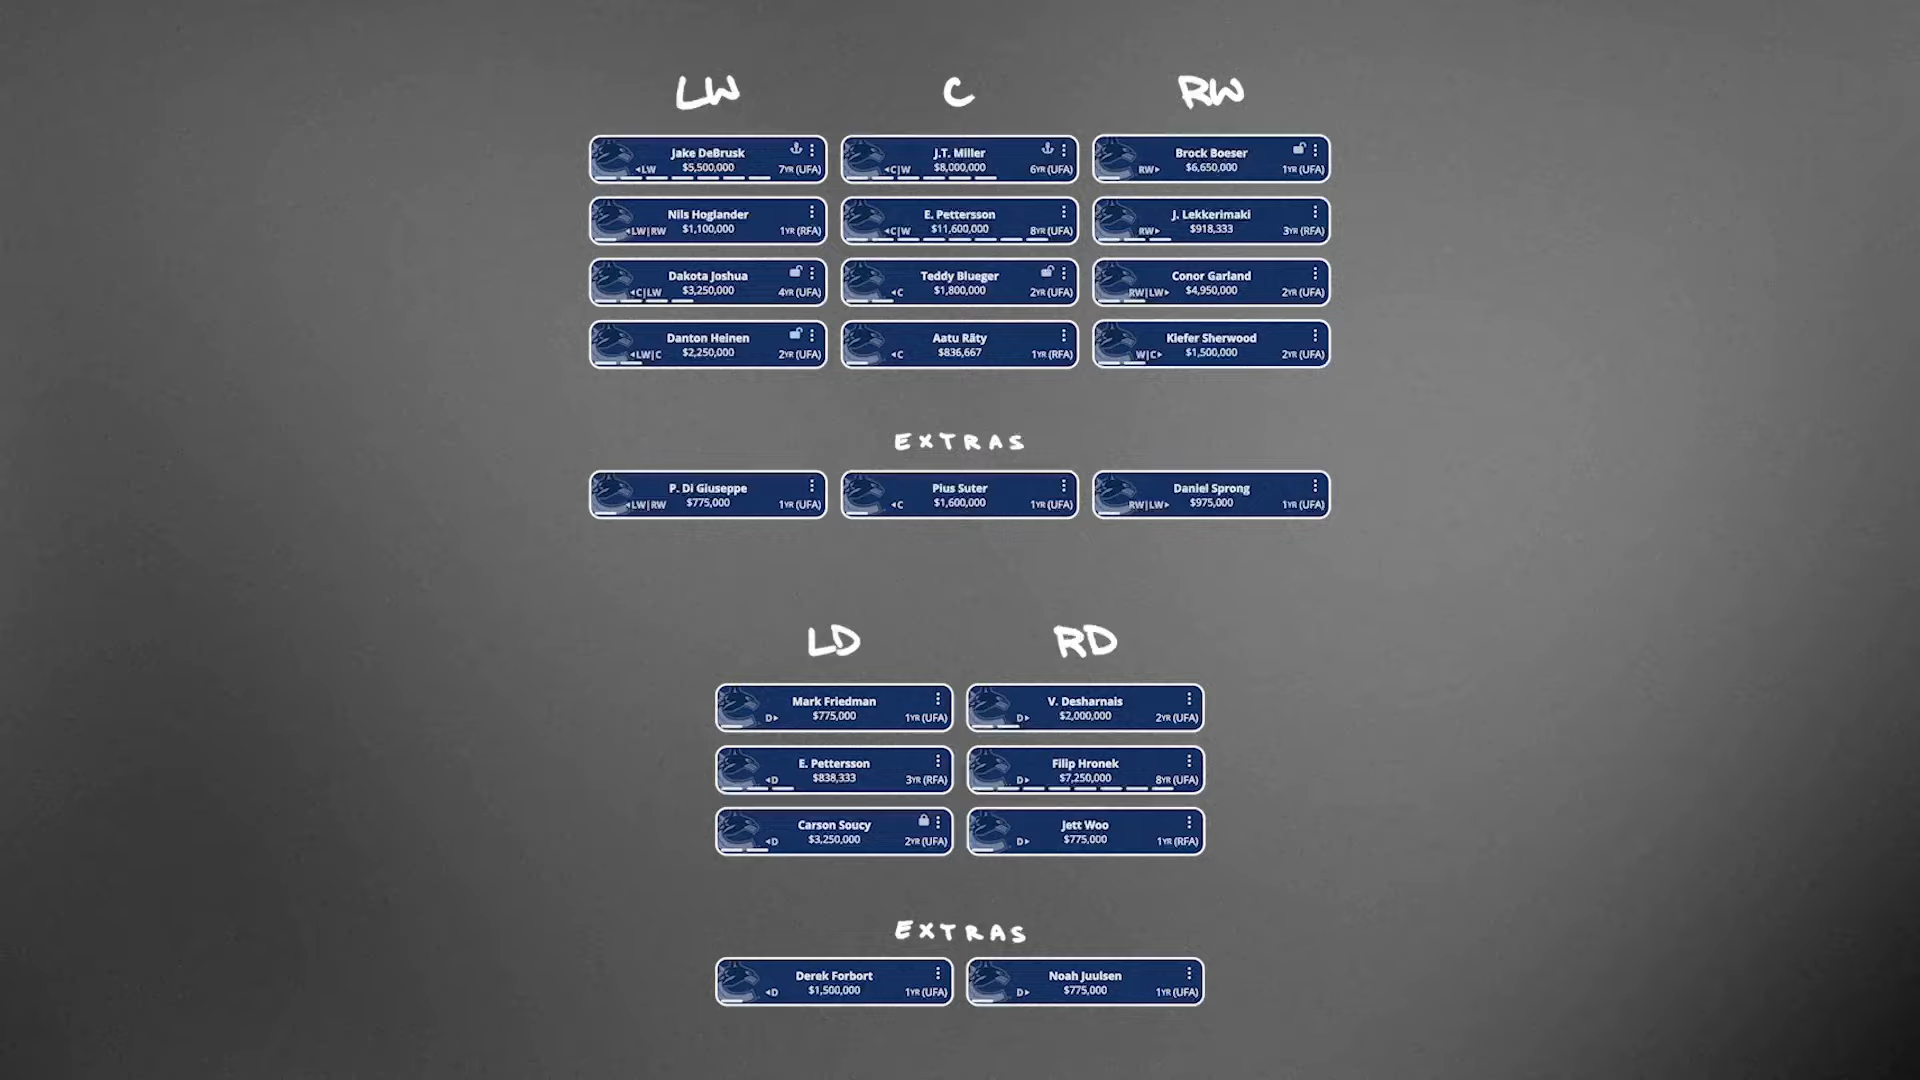 LW C RW
Jake DeBrusk
$5,500,000
◂LW 7YR (UFA)
J.T. Miller
$8,000,000
◂C|W 6YR (UFA)
Brock Boeser
$6,650,000
RW▸ 1YR (UFA)
Nils Hoglander
$1,100,000
◂LW|RW 1YR (RFA)
E. Pettersson
$11,600,000
◂C|W 8YR (UFA)
J. Lekkerimaki
$918,333
RW▸ 3YR (RFA)
Dakota Joshua
$3,250,000
◂C|LW 4YR (UFA)
Teddy Blueger
$1,800,000
◂C 2YR (UFA)
Conor Garland
$4,950,000
RW|LW▸ 2YR (UFA)
Danton Heinen
$2,250,000
◂LW|C 2YR (UFA)
Aatu Räty
$836,667
◂C 1YR (RFA)
Kiefer Sherwood
$1,500,000
W|C▸ 2YR (UFA)
EXTRAS
P. Di Giuseppe
$775,000
◂LW|RW 1YR (UFA)
Pius Suter
$1,600,000
◂C 1YR (UFA)
Daniel Sprong
$975,000
RW|LW▸ 1YR (UFA)
LD RD
Mark Friedman
$775,000
D▸ 1YR (UFA)
V. Desharnais
$2,000,000
D▸ 2YR (UFA)
E. Pettersson
$838,333
◂D 3YR (RFA)
Filip Hronek
$7,250,000
D▸ 8YR (UFA)
Carson Soucy
$3,250,000
◂D 2YR (UFA)
Jett Woo
$775,000
D▸ 1YR (RFA)
EXTRAS
Derek Forbort
$1,500,000
◂D 1YR (UFA)
Noah Juulsen
$775,000
D▸ 1YR (UFA)